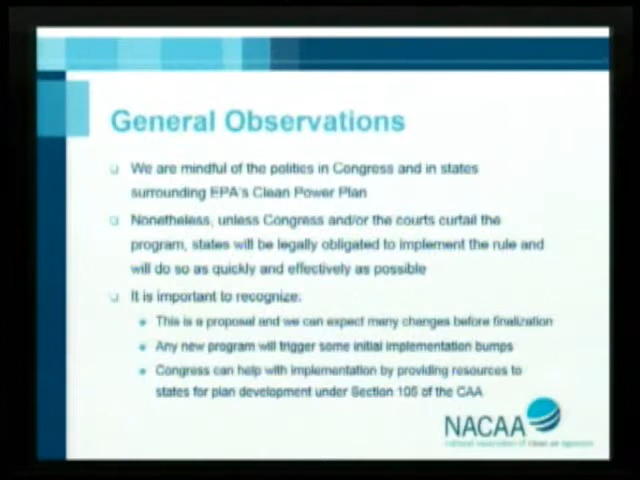 General Observations
We are mindful of the politics in Congress and in states
surrounding EPA's Clean Power Plan
Nonetheless, unless Congress and/or the courts curtail the
program, states will be legally obligated to implement the rule and
will do so as quickly and effectively as possible
It is important to recognize:
This is a proposal and we can expect many changes before finalization
Any new program will trigger some initial implementation bumps
Congress can help with implementation by providing resources to
states for plan development under Section 105 of the CAA
NACAA